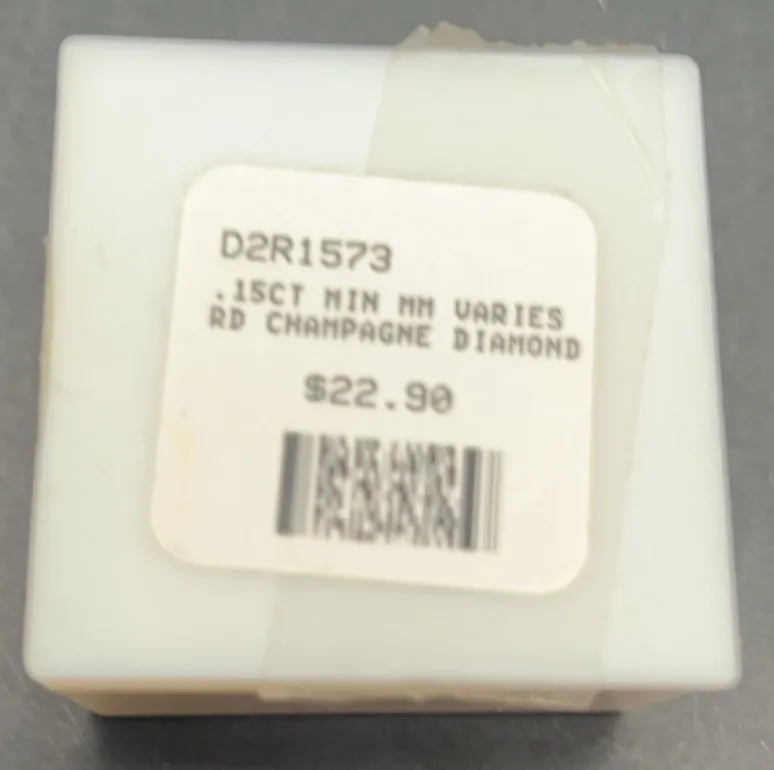 D2R1573
.15CT MIN MM VARIES
RD CHAMPAGNE DIAMOND
$22.90